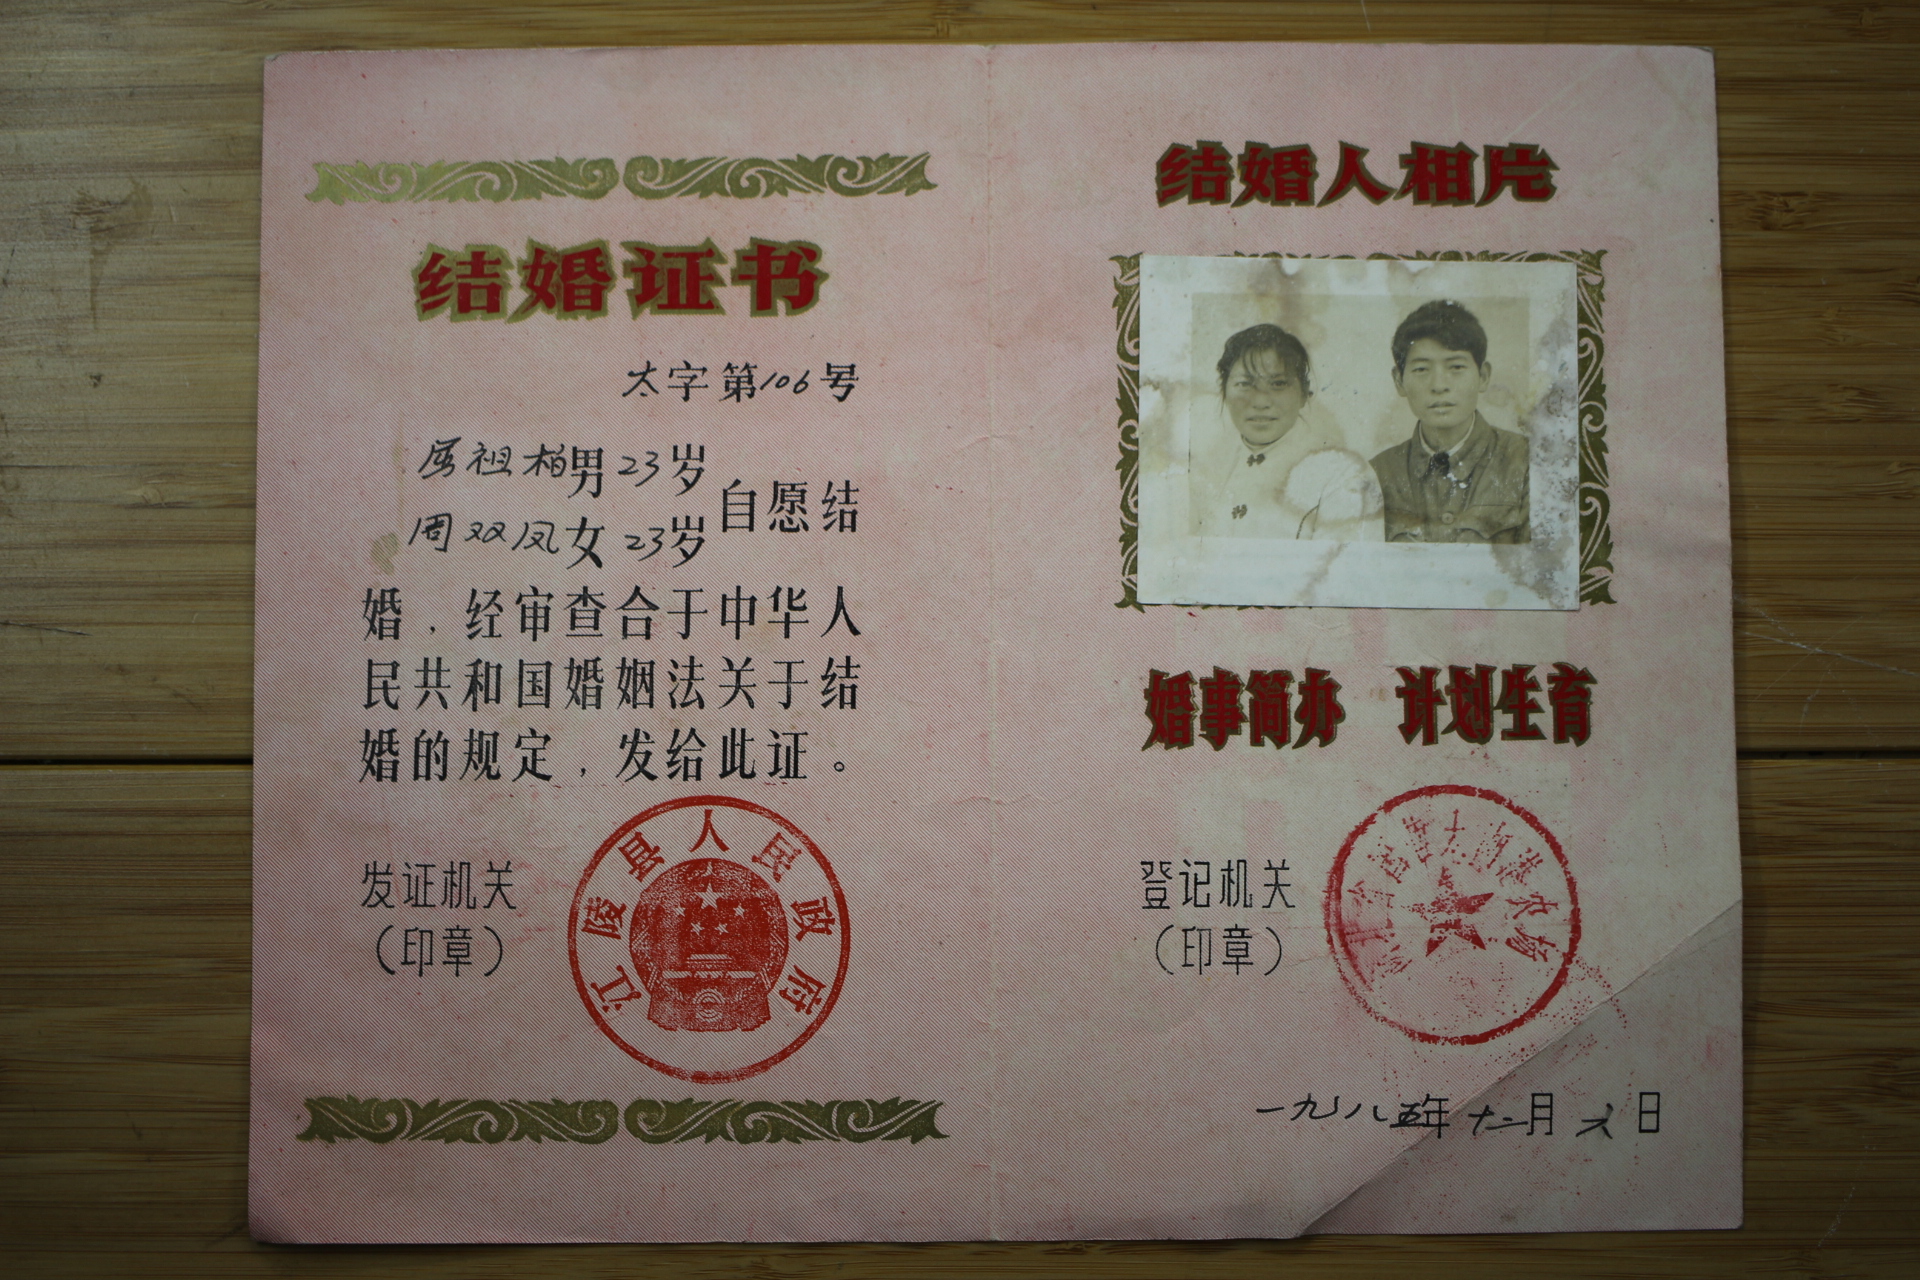 结婚证书
太字第106号
祖柏男23岁
周双凤女23岁
自愿结
婚，经审查合于中华人
民共和国婚姻法关于结
婚的规定，发给此证。
发证机关
（印章）
江陵县人民政府
结婚人相片
婚事简办 计划生育
登记机关
（印章）
农场
一九八五年十二月六日